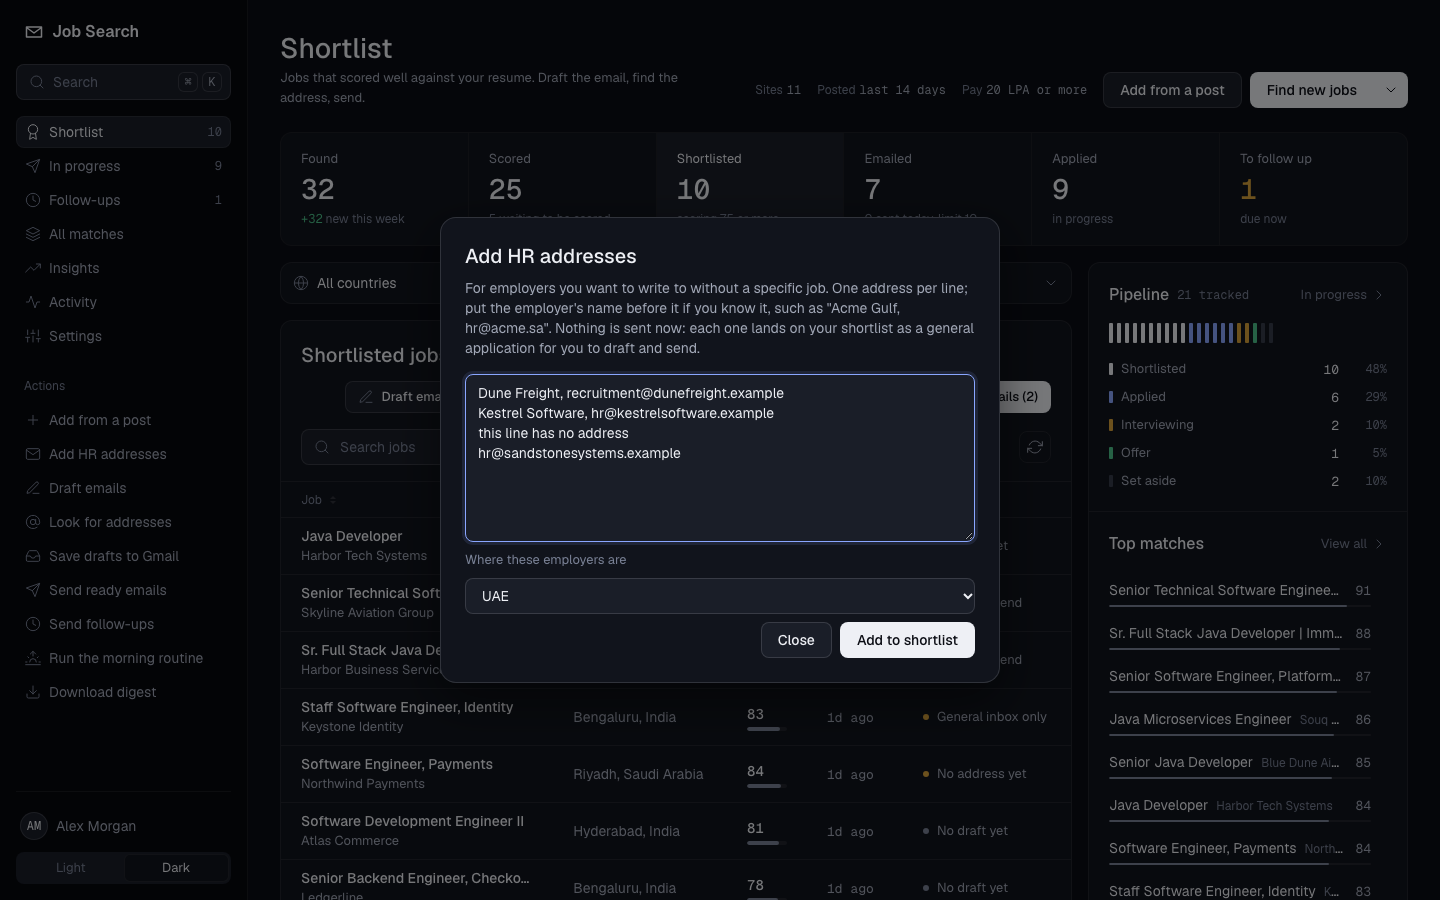 Job Search
Search ⌘ K
Shortlist 10
In progress 9
Follow-ups 1
All matches
Insights
Activity
Settings
Actions
Add from a post
Add HR addresses
Draft emails
Look for addresses
Save drafts to Gmail
Send ready emails
Send follow-ups
Run the morning routine
Download digest
AM Alex Morgan
Light Dark
Shortlist
Jobs that scored well against your resume. Draft the email, find the
address, send.
Sites 11 Posted last 14 days Pay 20 LPA or more
Add from a post
Find new jobs
Found
32
+32 new this week
Scored
25
Shortlisted
10
Emailed
7
Applied
9
in progress
To follow up
1
due now
All countries
Shortlisted job
Draft ema
ails (2)
Search jobs
Job
Java Developer
Harbor Tech Systems
Senior Technical Soft
Skyline Aviation Group
end
Sr. Full Stack Java De
Harbor Business Servic
end
Staff Software Engineer, Identity
Keystone Identity
Bengaluru, India 83 1d ago General inbox only
Software Engineer, Payments
Northwind Payments
Riyadh, Saudi Arabia 84 1d ago No address yet
Software Development Engineer II
Atlas Commerce
Hyderabad, India 81 1d ago No draft yet
Senior Backend Engineer, Checko...
Ledgerline
Bengaluru, India 78 1d ago No draft yet
Add HR addresses
For employers you want to write to without a specific job. One address per line;
put the employer's name before it if you know it, such as "Acme Gulf,
hr@acme.sa". Nothing is sent now: each one lands on your shortlist as a general
application for you to draft and send.
Dune Freight, recruitment@dunefreight.example
Kestrel Software, hr@kestrelsoftware.example
this line has no address
hr@sandstonesystems.example
Where these employers are
UAE
Close
Add to shortlist
Pipeline 21 tracked In progress
Shortlisted 10 48%
Applied 6 29%
Interviewing 2 10%
Offer 1 5%
Set aside 2 10%
Top matches View all
Senior Technical Software Enginee... 91
Sr. Full Stack Java Developer | Imm... 88
Senior Software Engineer, Platform... 87
Java Microservices Engineer Souq ... 86
Senior Java Developer Blue Dune Ai... 85
Java Developer Harbor Tech Systems 84
Software Engineer, Payments North... 84
Staff Software Engineer, Identity K... 83